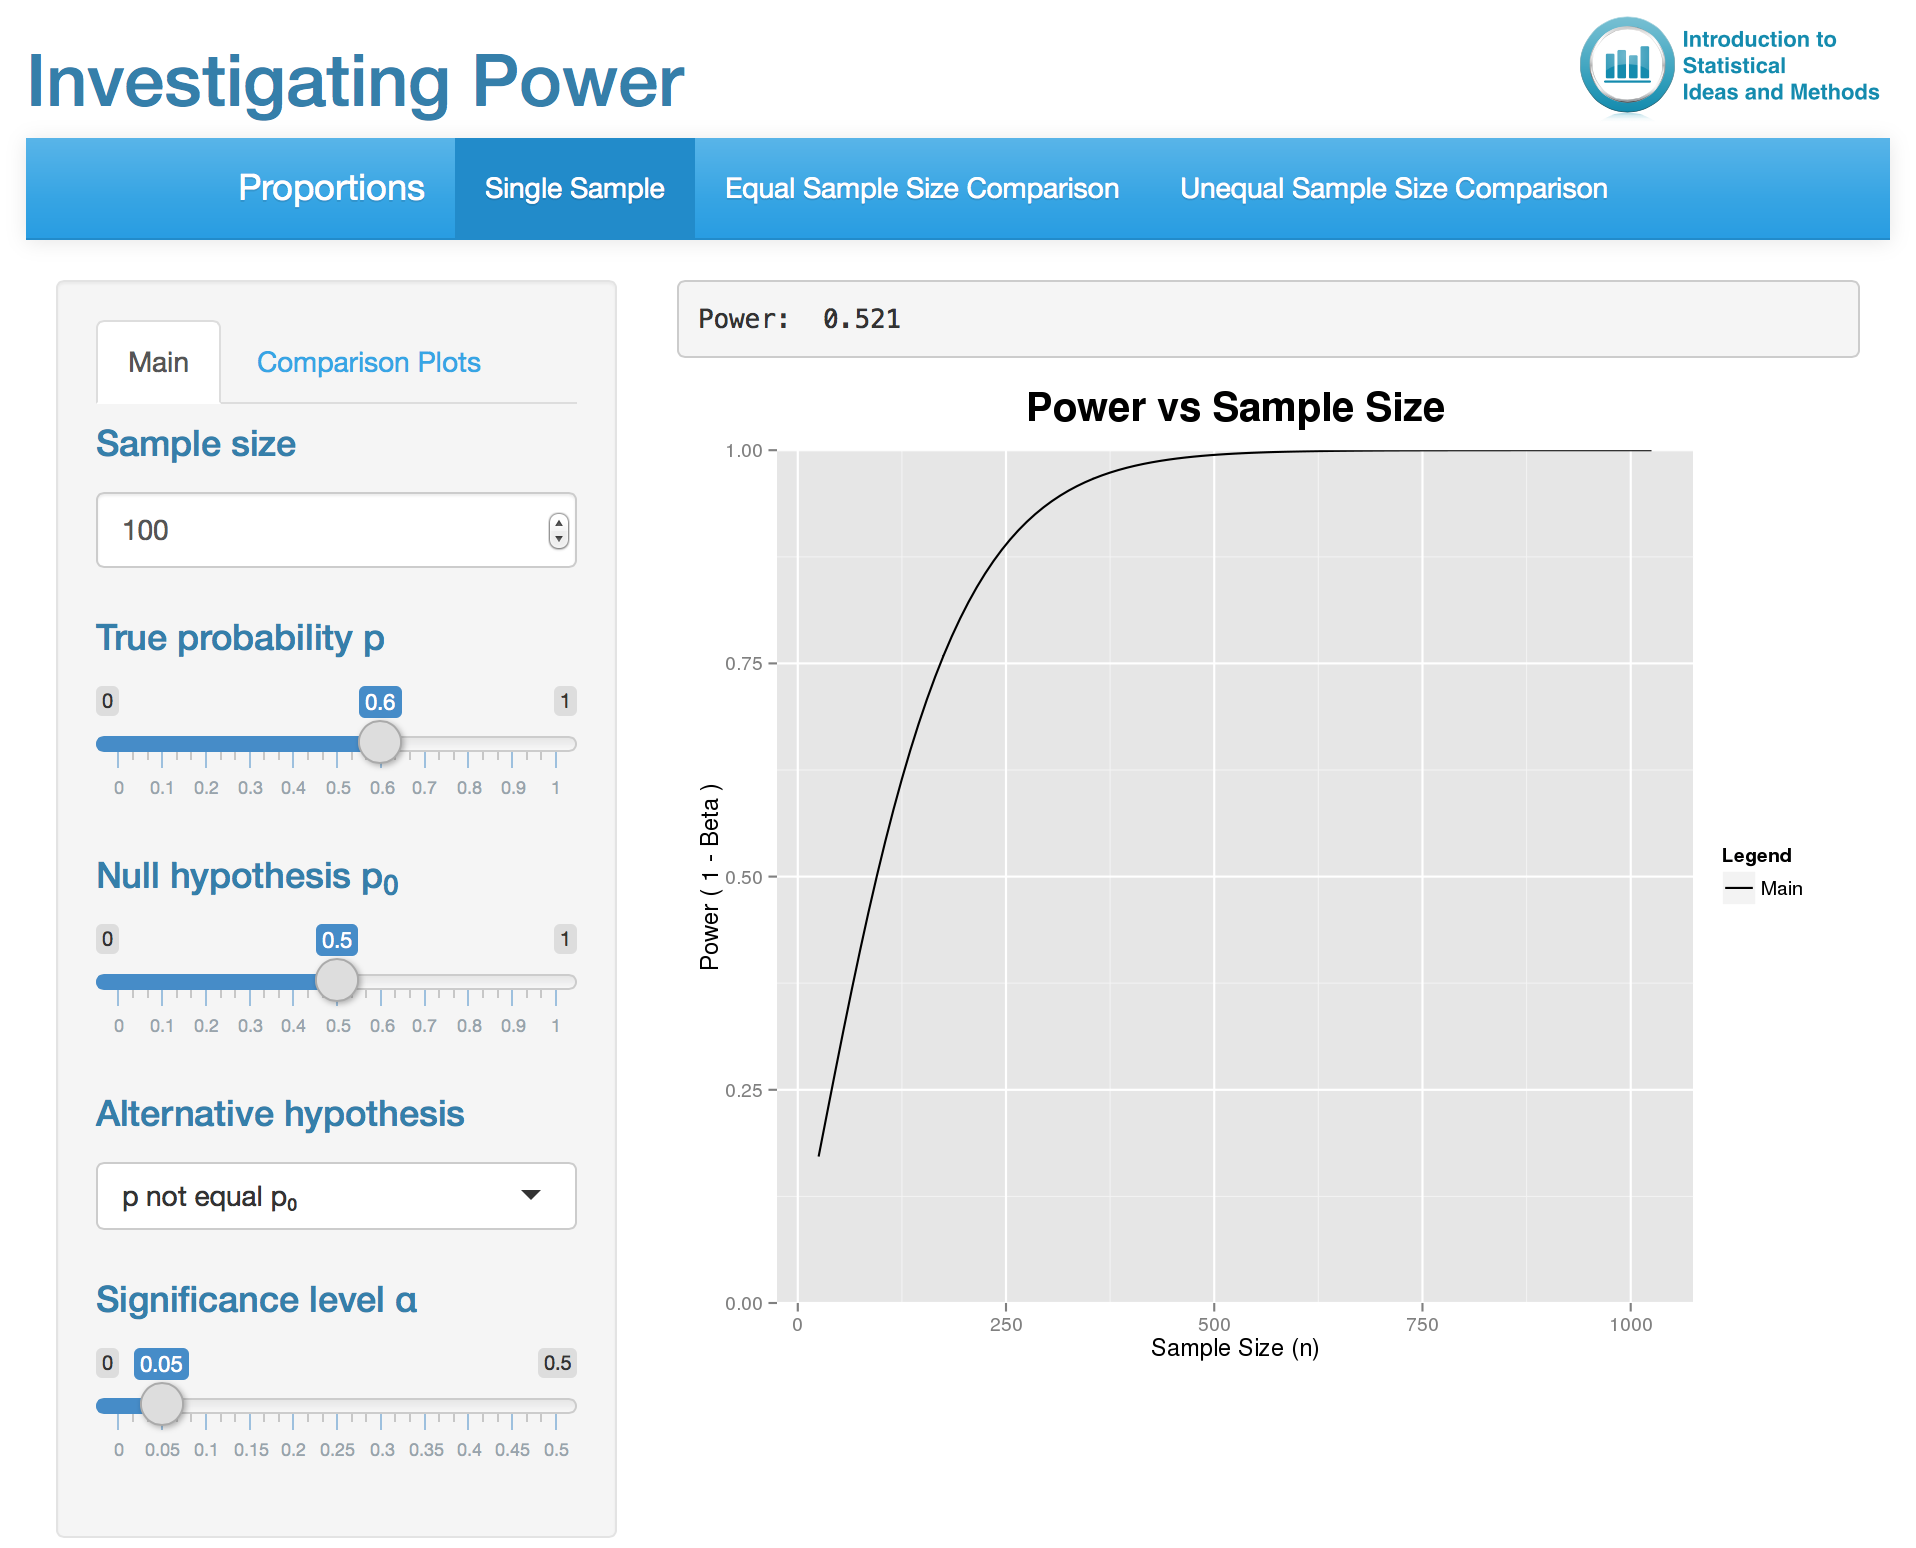 Investigating Power
Introduction to
Statistical
Ideas and Methods
Proportions Single Sample Equal Sample Size Comparison Unequal Sample Size Comparison
Main Comparison Plots
Sample size
100
True probability p
0 0.6 1
0 0.1 0.2 0.3 0.4 0.5 0.6 0.7 0.8 0.9 1
Null hypothesis p₀
0 0.5 1
0 0.1 0.2 0.3 0.4 0.5 0.6 0.7 0.8 0.9 1
Alternative hypothesis
p not equal p₀
Significance level α
0 0.05 0.5
0 0.05 0.1 0.15 0.2 0.25 0.3 0.35 0.4 0.45 0.5
Power: 0.521
Power vs Sample Size
Power ( 1 - Beta )
1.00
0.75
0.50
0.25
0.00
0 250 500 750 1000
Sample Size (n)
Legend
Main